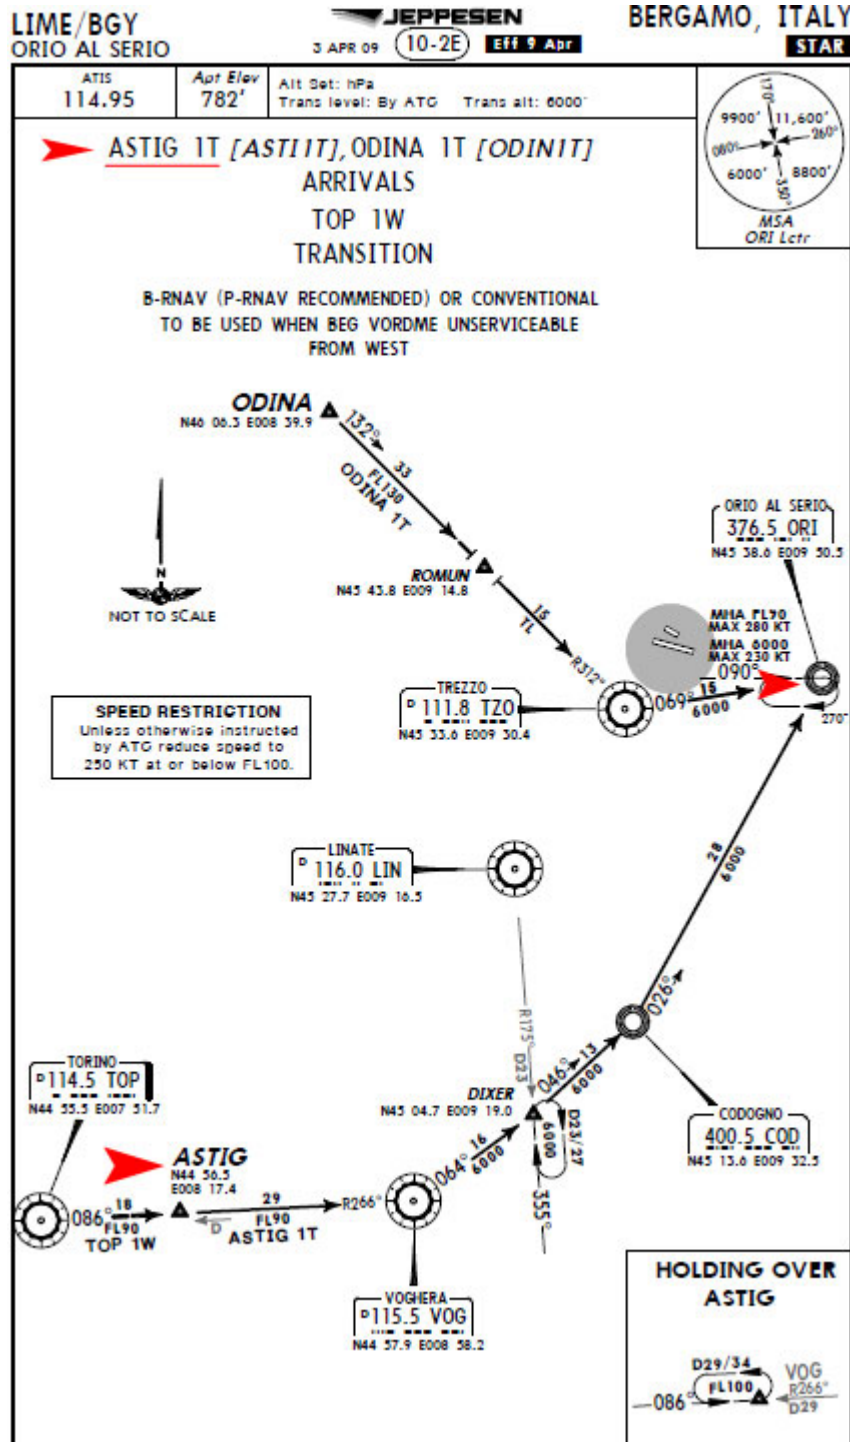 LIME/BGY
ORIO AL SERIO
JEPPESEN
3 APR 09
10-2E
Eff 9 Apr
BERGAMO, ITALY
STAR
ATIS
114.95
Apt Elev
782'
Alt Set: hPa
Trans level: By ATC Trans alt: 6000'
170°
9900'
11,600'
260°
080°
6000'
8800'
350°
MSA
ORI Lctr
ASTIG 1T [ASTI1T], ODINA 1T [ODIN1T]
ARRIVALS
TOP 1W
TRANSITION
B-RNAV (P-RNAV RECOMMENDED) OR CONVENTIONAL
TO BE USED WHEN BEG VORDME UNSERVICEABLE
FROM WEST
ODINA
N46 06.3 E008 39.9
132°
33
FL130
ODINA 1T
N
NOT TO SCALE
ROMUN
N45 43.8 E009 14.8
15
TL
R312°
ORIO AL SERIO
376.5 ORI
N45 38.6 E009 50.5
MHA FL90
MAX 280 KT
MHA 6000
MAX 230 KT
090°
270°
TREZZO
D 111.8 TZO
N45 33.6 E009 30.4
069°
15
6000
SPEED RESTRICTION
Unless otherwise instructed
by ATC reduce speed to
250 KT at or below FL100.
LINATE
D 116.0 LIN
N45 27.7 E009 16.5
28
6000
R175°
D23
026°
TORINO
D 114.5 TOP
N44 55.5 E007 51.7
DIXER
N45 04.7 E009 19.0
046°
13
6000
D23/27
6000
355°
CODOGNO
400.5 COD
N45 13.6 E009 32.5
ASTIG
N44 56.5
E008 17.4
086°
18
FL90
TOP 1W
29
FL90
D
ASTIG 1T
R266°
064°
16
6000
VOGHERA
D 115.5 VOG
N44 57.9 E008 58.2
HOLDING OVER
ASTIG
D29/34
FL100
086°
VOG
R266°
D29